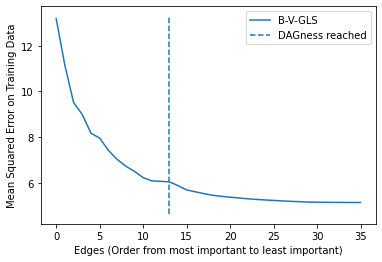 B-V-GLS
DAGness reached
Mean Squared Error on Training Data
12
10
8
6
0 5 10 15 20 25 30 35
Edges (Order from most important to least important)